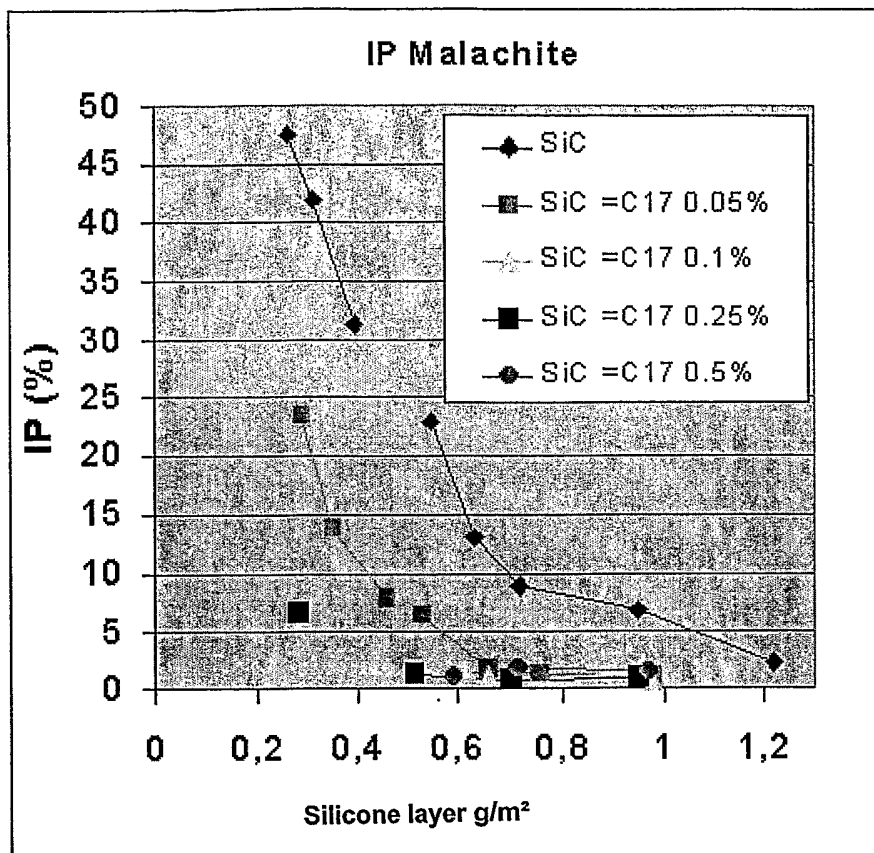 IP Malachite
IP (%)
50
45
40
35
30
25
20
15
10
5
0
SiC
SiC =C17 0.05%
SiC =C17 0.1%
SiC =C17 0.25%
SiC =C17 0.5%
0 0,2 0,4 0,6 0,8 1 1,2
Silicone layer g/m²